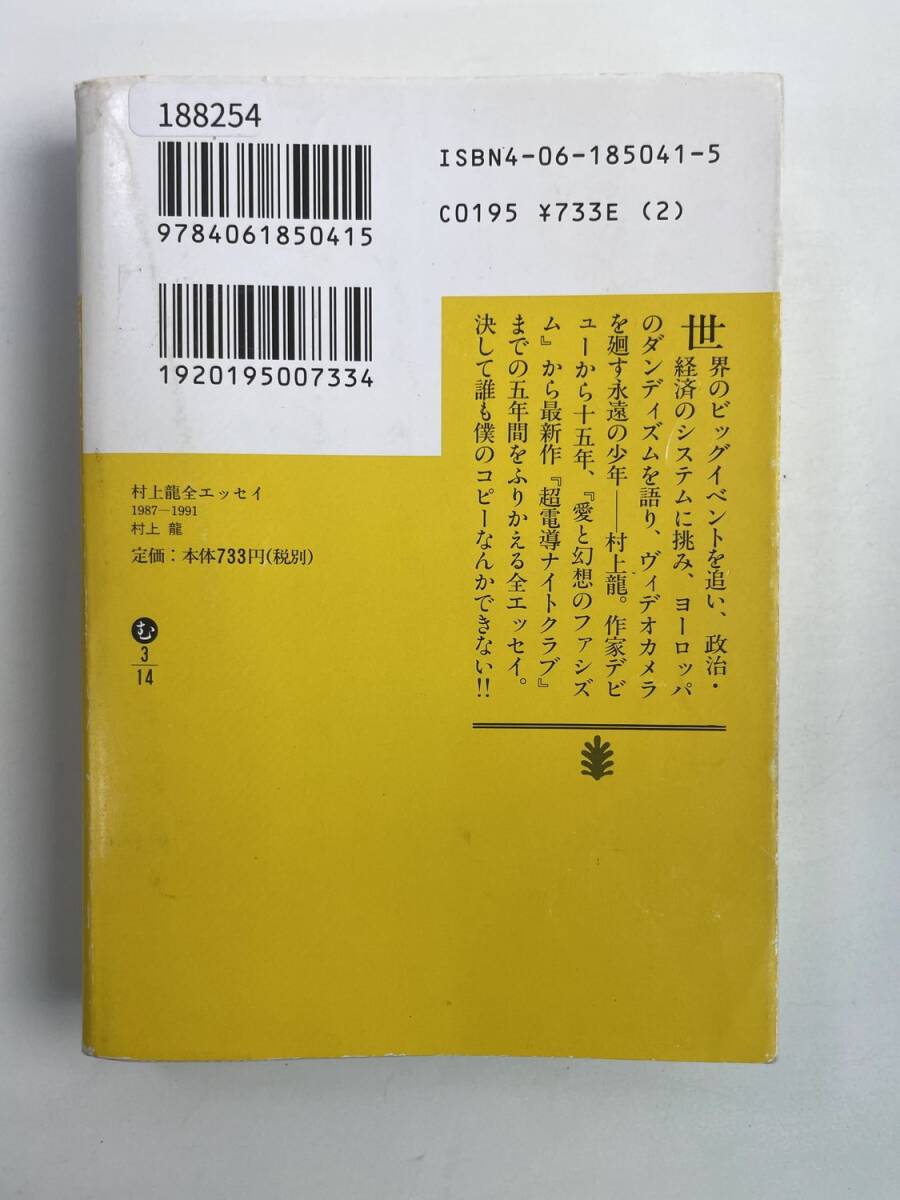 188254
ISBN4-06-185041-5
C0195 ¥733E (2)
9784061850415
1920195007334
世界のビッグイベントを追い、政治・
経済のシステムに挑み、ヨーロッパ
のダンディズムを語り、ヴィデオカメラ
を廻す永遠の少年――村上龍。作家デビ
ューから十五年、『愛と幻想のファシズ
ム』から最新作『超電導ナイトクラブ』
までの五年間をふりかえる全エッセイ。
決して誰も僕のコピーなんかできない!!
村上龍全エッセイ
1987―1991
村上 龍
定価：本体733円(税別)
む
3
14